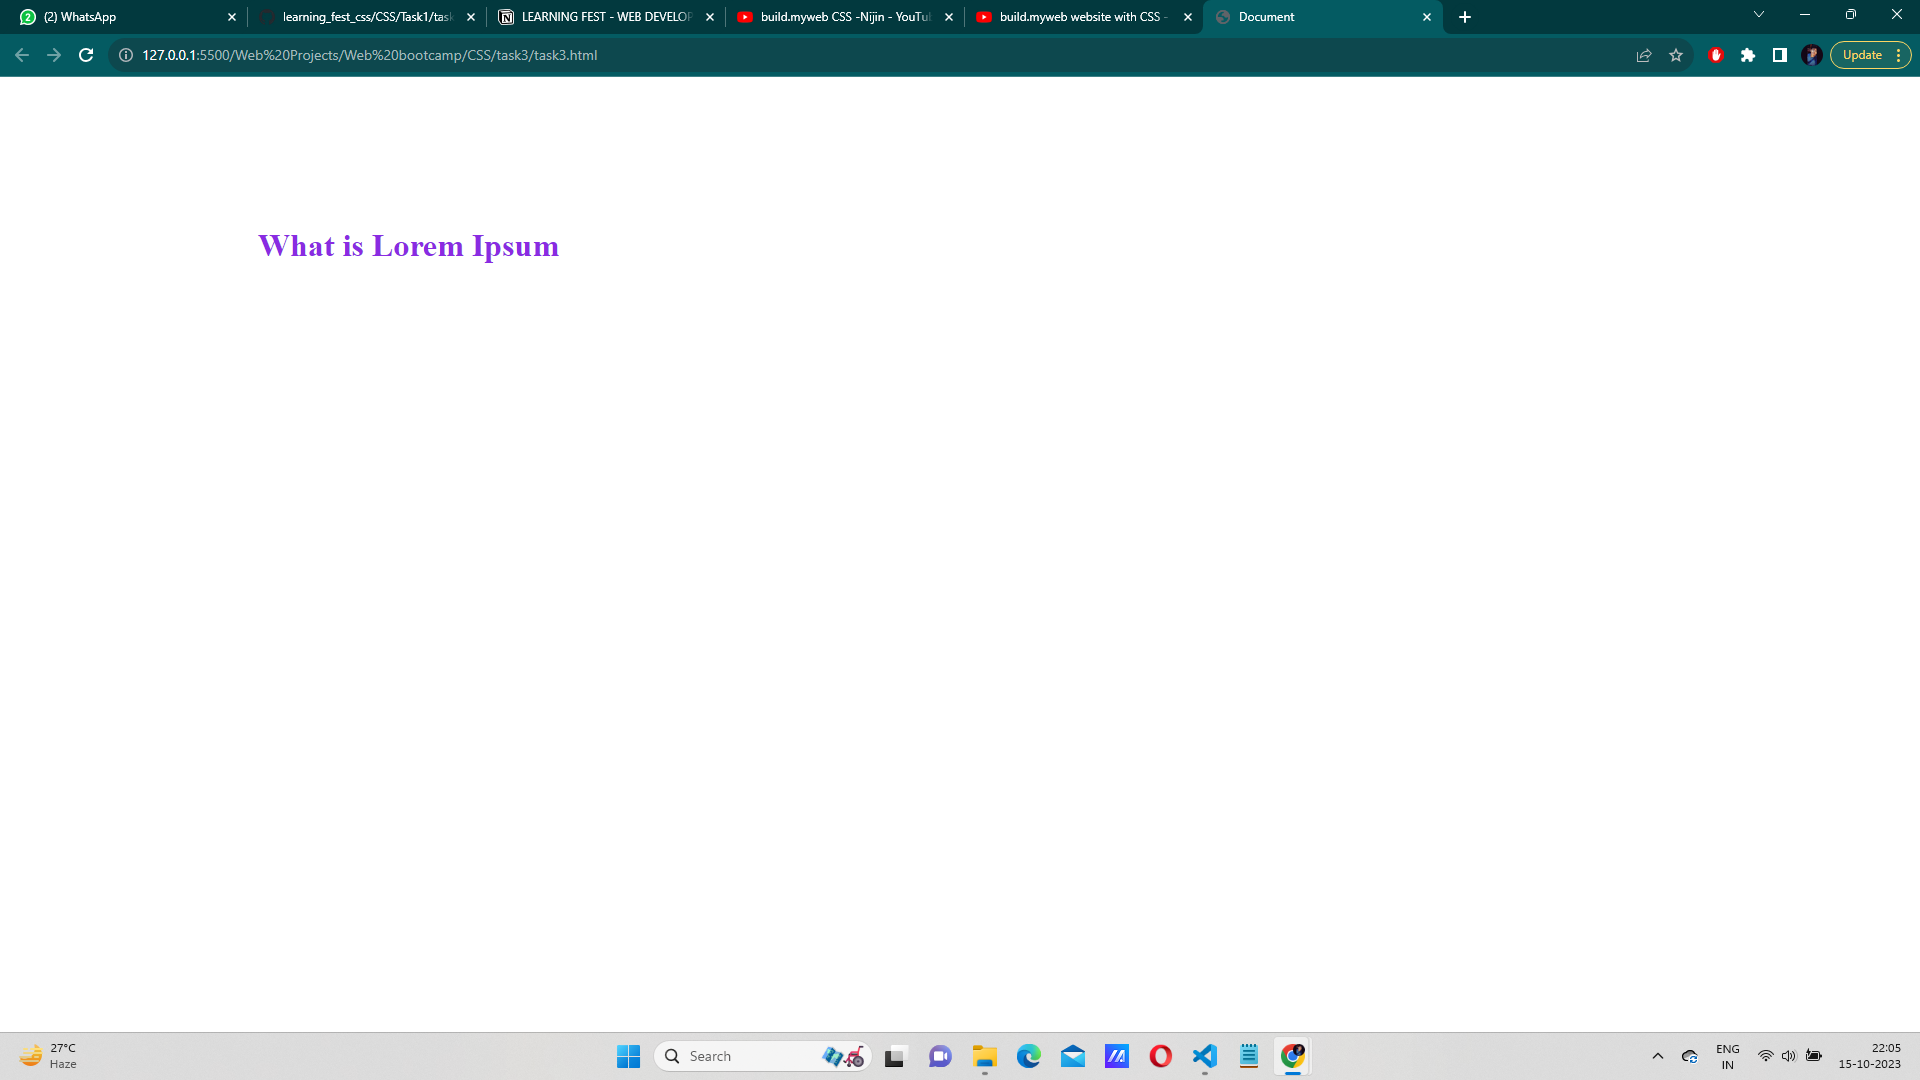 (2) WhatsApp
learning_fest_css/CSS/Task1/task
LEARNING FEST - WEB DEVELOP
build.myweb CSS -Nijin - YouTu
build.myweb website with CSS -
Document
127.0.0.1:5500/Web%20Projects/Web%20bootcamp/CSS/task3/task3.html
Update
What is Lorem Ipsum
27°C
Haze
Search
ENG
IN
22:05
15-10-2023